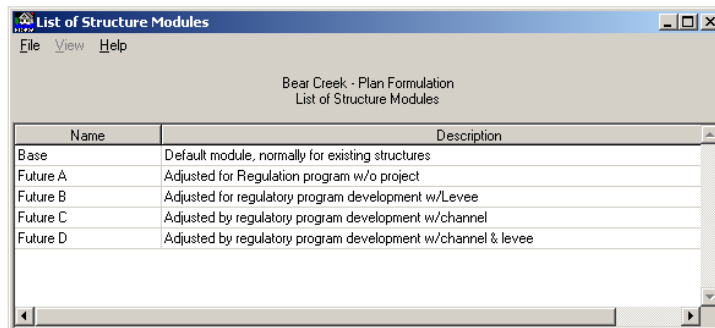 List of Structure Modules
File View Help
Bear Creek - Plan Formulation
List of Structure Modules
Name Description
Base Default module, normally for existing structures
Future A Adjusted for Regulation program w/o project
Future B Adjusted for regulatory program development w/Levee
Future C Adjusted by regulatory program development w/channel
Future D Adjusted by regulatory program development w/channel & levee